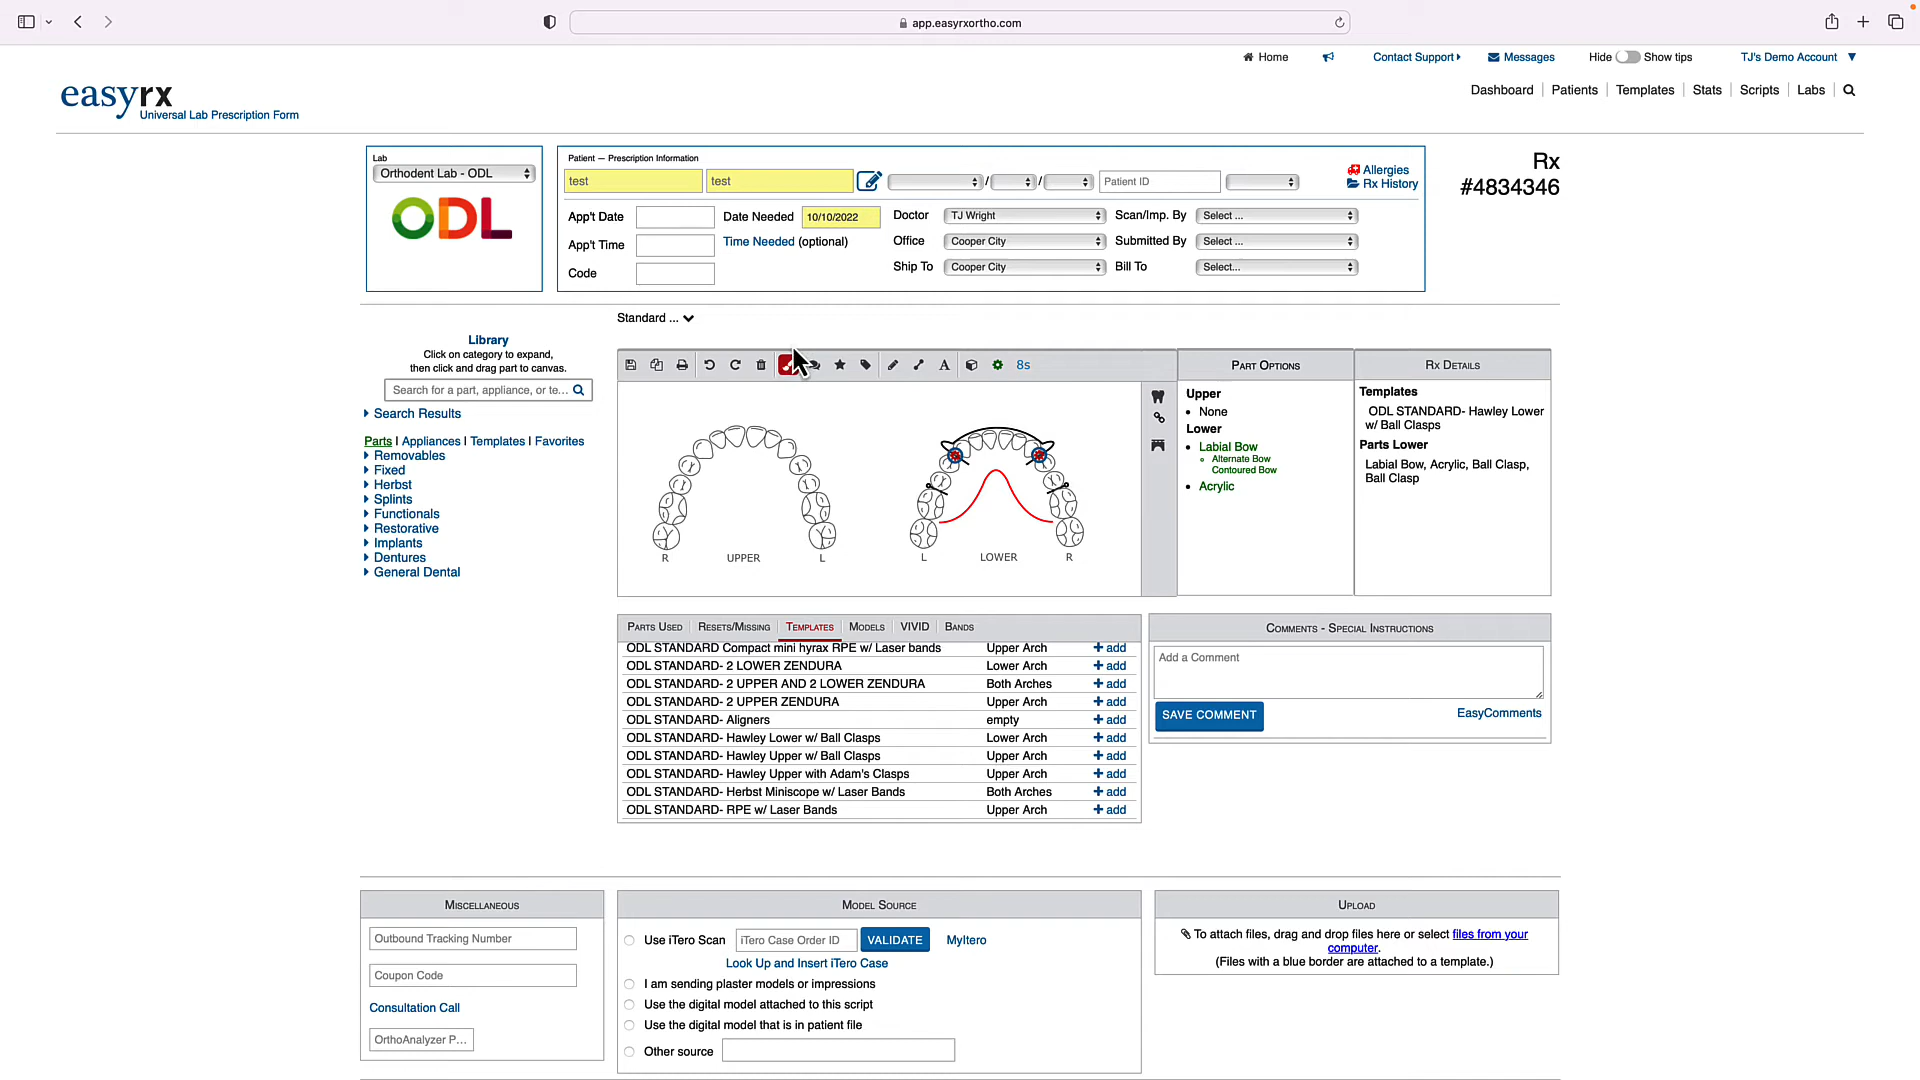 app.easyrxortho.com
Home
Contact Support
Messages
Hide
Show tips
TJ's Demo Account
easyrx
Universal Lab Prescription Form
Dashboard
Patients
Templates
Stats
Scripts
Labs
Lab
Orthodent Lab - ODL
ODL
Patient — Prescription Information
test
test
/
/
Patient ID
Allergies
Rx History
Rx
#4834346
App't Date
Date Needed
10/10/2022
Doctor
TJ Wright
Scan/Imp. By
Select ...
App't Time
Time Needed (optional)
Office
Cooper City
Submitted By
Select ...
Code
Ship To
Cooper City
Bill To
Select...
Standard ...
Library
Click on category to expand,
then click and drag part to canvas.
Search for a part, appliance, or te...
Search Results
Parts I Appliances I Templates I Favorites
Removables
Fixed
Herbst
Splints
Functionals
Restorative
Implants
Dentures
General Dental
A
8s
R
UPPER
L
L
LOWER
R
Part Options
Upper
None
Lower
Labial Bow
Alternate Bow
Contoured Bow
Acrylic
Rx Details
Templates
ODL STANDARD- Hawley Lower
w/ Ball Clasps
Parts Lower
Labial Bow, Acrylic, Ball Clasp,
Ball Clasp
Parts Used
Resets/Missing
Templates
Models
VIVID
Bands
ODL STANDARD Compact mini hyrax RPE w/ Laser bands Upper Arch add
ODL STANDARD- 2 LOWER ZENDURA Lower Arch add
ODL STANDARD- 2 UPPER AND 2 LOWER ZENDURA Both Arches add
ODL STANDARD- 2 UPPER ZENDURA Upper Arch add
ODL STANDARD- Aligners empty add
ODL STANDARD- Hawley Lower w/ Ball Clasps Lower Arch add
ODL STANDARD- Hawley Upper w/ Ball Clasps Upper Arch add
ODL STANDARD- Hawley Upper with Adam's Clasps Upper Arch add
ODL STANDARD- Herbst Miniscope w/ Laser Bands Both Arches add
ODL STANDARD- RPE w/ Laser Bands Upper Arch add
Comments - Special Instructions
Add a Comment
SAVE COMMENT
EasyComments
Miscellaneous
Outbound Tracking Number
Coupon Code
Consultation Call
OrthoAnalyzer P...
Model Source
Use iTero Scan
iTero Case Order ID
VALIDATE
MyItero
Look Up and Insert iTero Case
I am sending plaster models or impressions
Use the digital model attached to this script
Use the digital model that is in patient file
Other source
Upload
To attach files, drag and drop files here or select files from your
computer.
(Files with a blue border are attached to a template.)